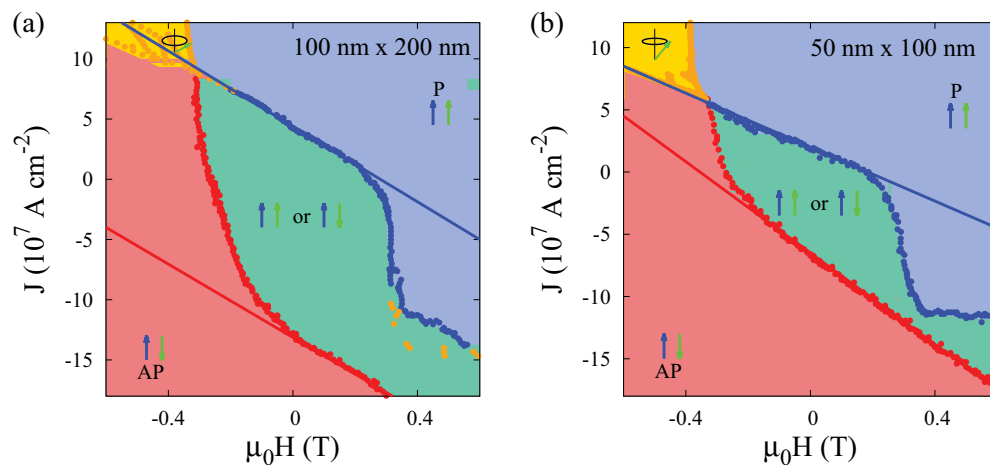 (a)
100 nm x 200 nm
P
or
AP
J (10⁷ A cm⁻²)
10
5
0
-5
-10
-15
-0.4
0
0.4
μ₀H (T)
(b)
50 nm x 100 nm
P
or
AP
J (10⁷ A cm⁻²)
10
5
0
-5
-10
-15
-0.4
0
0.4
μ₀H (T)